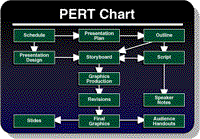 PERT Chart
Schedule
Presentation
Plan
Outline
Presentation
Design
Storyboard
Script
Graphics
Production
Revisions
Speaker
Notes
Slides
Final
Graphics
Audience
Handouts